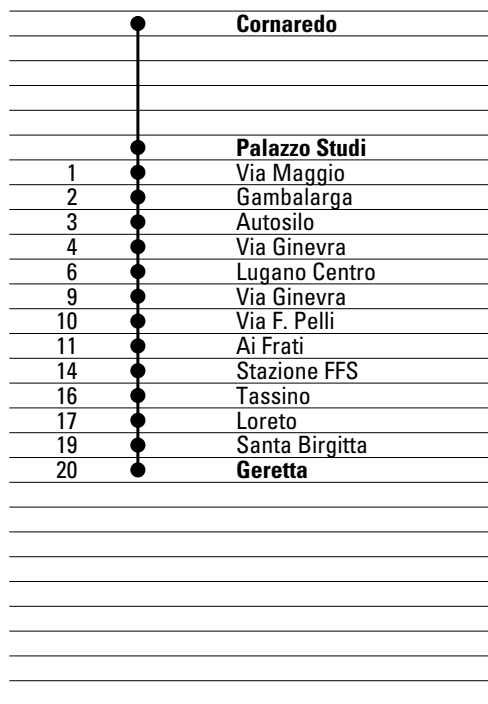 Cornaredo
Palazzo Studi
1 Via Maggio
2 Gambalarga
3 Autosilo
4 Via Ginevra
6 Lugano Centro
9 Via Ginevra
10 Via F. Pelli
11 Ai Frati
14 Stazione FFS
16 Tassino
17 Loreto
19 Santa Birgitta
20 Geretta